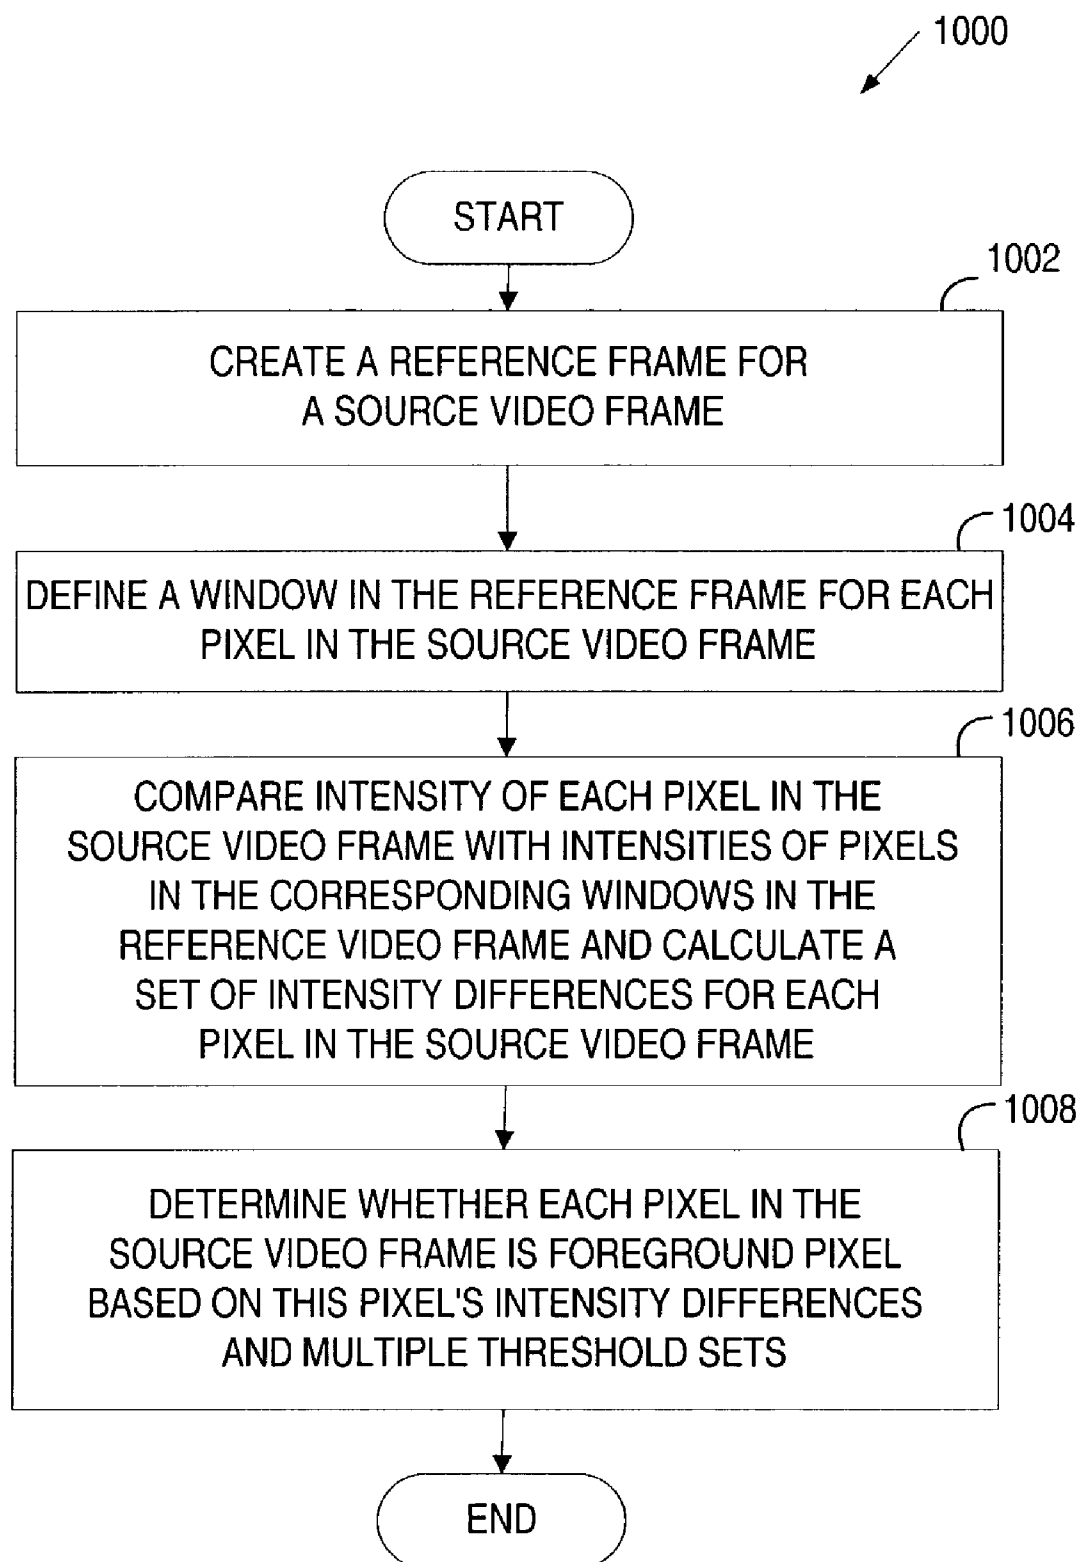 1000
START
1002
CREATE A REFERENCE FRAME FOR
A SOURCE VIDEO FRAME
1004
DEFINE A WINDOW IN THE REFERENCE FRAME FOR EACH
PIXEL IN THE SOURCE VIDEO FRAME
1006
COMPARE INTENSITY OF EACH PIXEL IN THE
SOURCE VIDEO FRAME WITH INTENSITIES OF PIXELS
IN THE CORRESPONDING WINDOWS IN THE
REFERENCE VIDEO FRAME AND CALCULATE A
SET OF INTENSITY DIFFERENCES FOR EACH
PIXEL IN THE SOURCE VIDEO FRAME
1008
DETERMINE WHETHER EACH PIXEL IN THE
SOURCE VIDEO FRAME IS FOREGROUND PIXEL
BASED ON THIS PIXEL'S INTENSITY DIFFERENCES
AND MULTIPLE THRESHOLD SETS
END